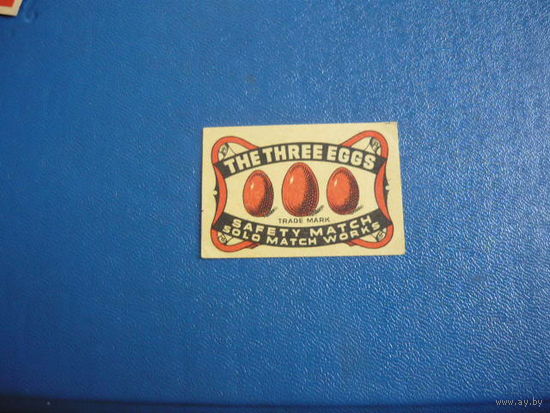 THE THREE EGGS
TRADE MARK
SAFETY MATCH
SOLO MATCH WORKS
www.ay.by